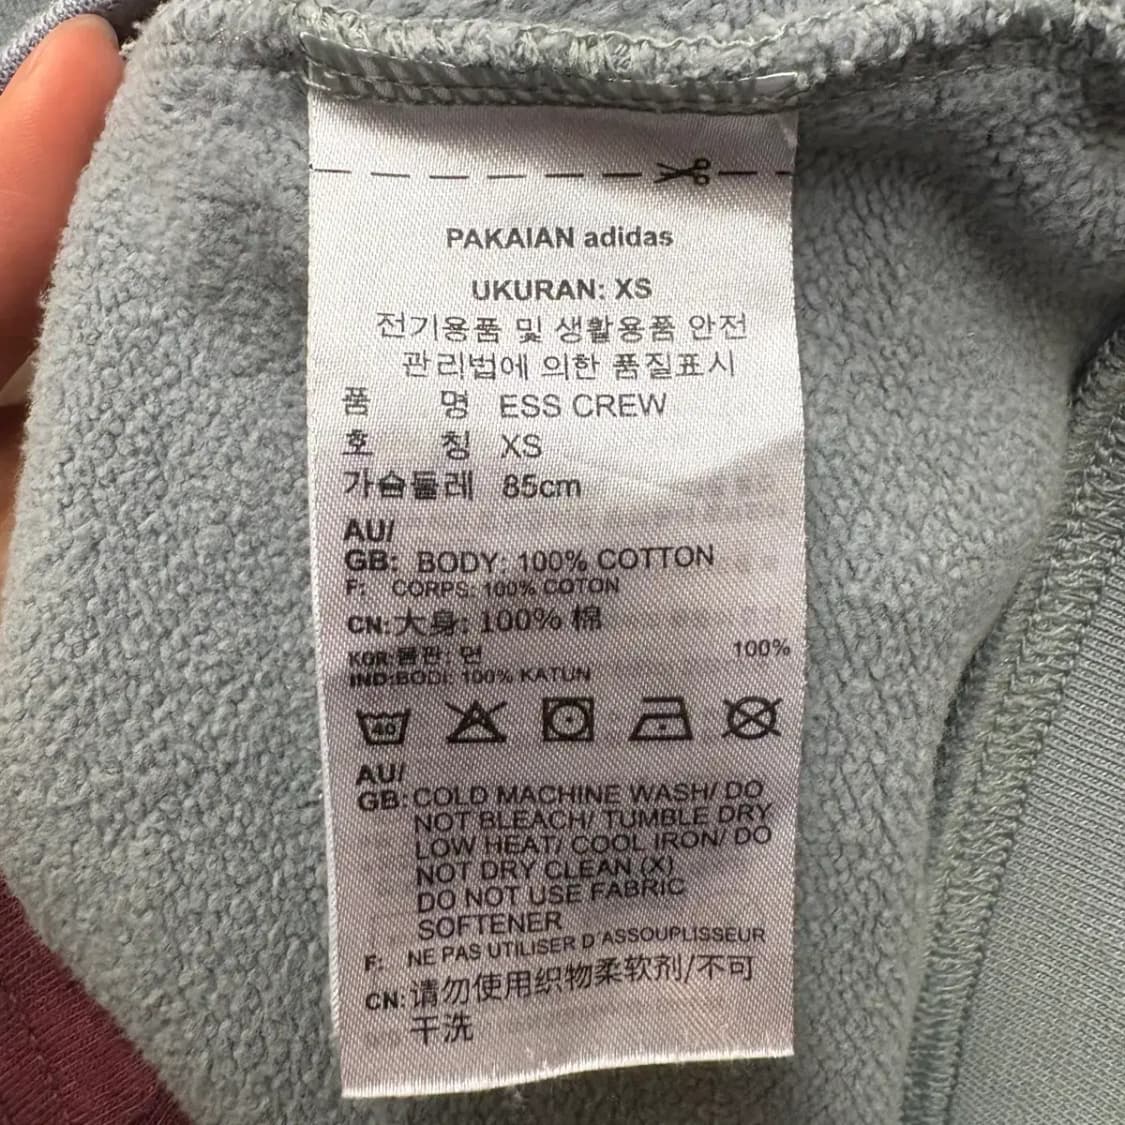 PAKAIAN adidas
UKURAN: XS
전기용품 및 생활용품 안전
관리법에 의한 품질표시
품 명 ESS CREW
호 칭 XS
가슴둘레 85cm
AU/
GB: BODY: 100% COTTON
F: CORPS: 100% COTON
CN:大身: 100% 棉
KOR:몸판: 면 100%
IND:BODI: 100% KATUN
40
AU/
GB:COLD MACHINE WASH/ DO
NOT BLEACH/ TUMBLE DRY
LOW HEAT/ COOL IRON/ DO
NOT DRY CLEAN (X)
DO NOT USE FABRIC
SOFTENER
F: NE PAS UTILISER D'ASSOUPLISSEUR
CN:请勿使用织物柔软剂/不可
干洗